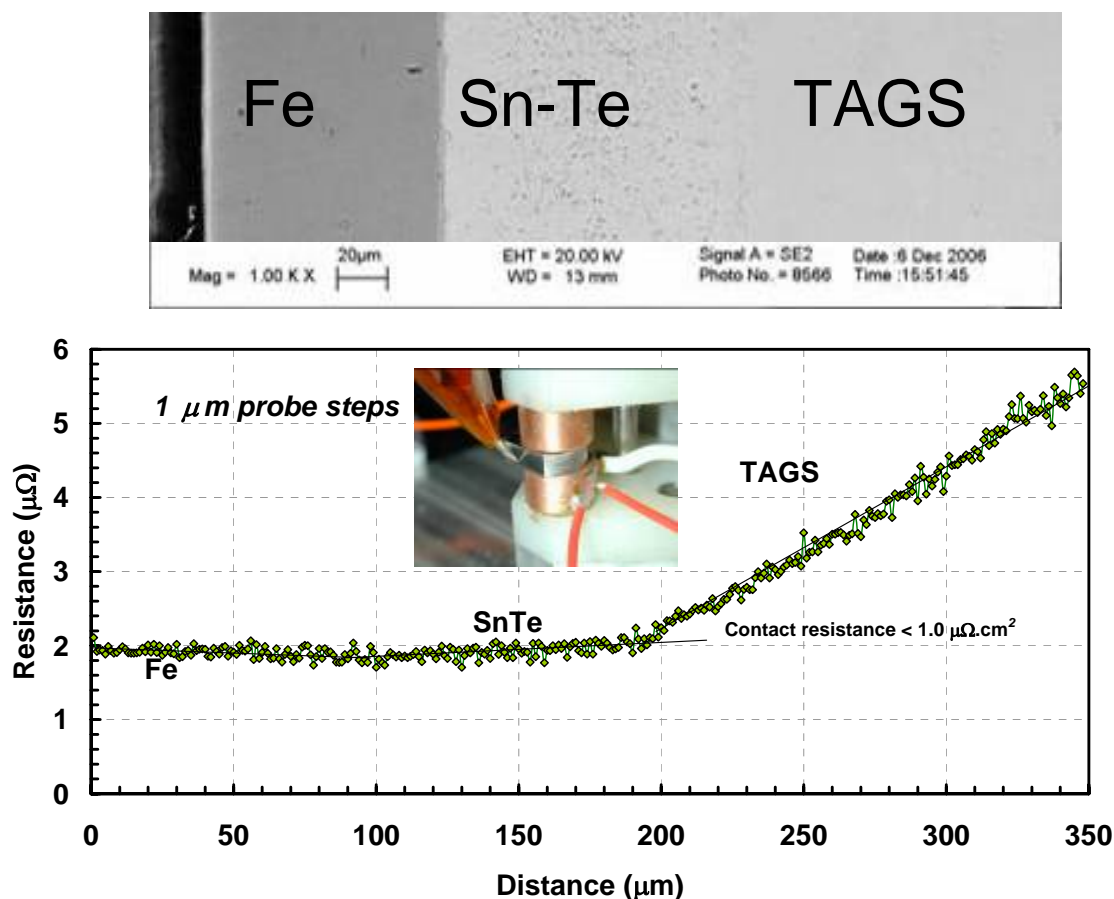 Fe Sn-Te TAGS
20μm
Mag = 1.00 K X
EHT = 20.00 kV
WD = 13 mm
Signal A = SE2
Photo No. = 8566
Date :6 Dec 2006
Time :15:51:45
6
5
4
3
2
1
0
Resistance (μΩ)
1 μm probe steps
TAGS
SnTe
Contact resistance < 1.0 μΩ.cm²
Fe
0 50 100 150 200 250 300 350
Distance (μm)